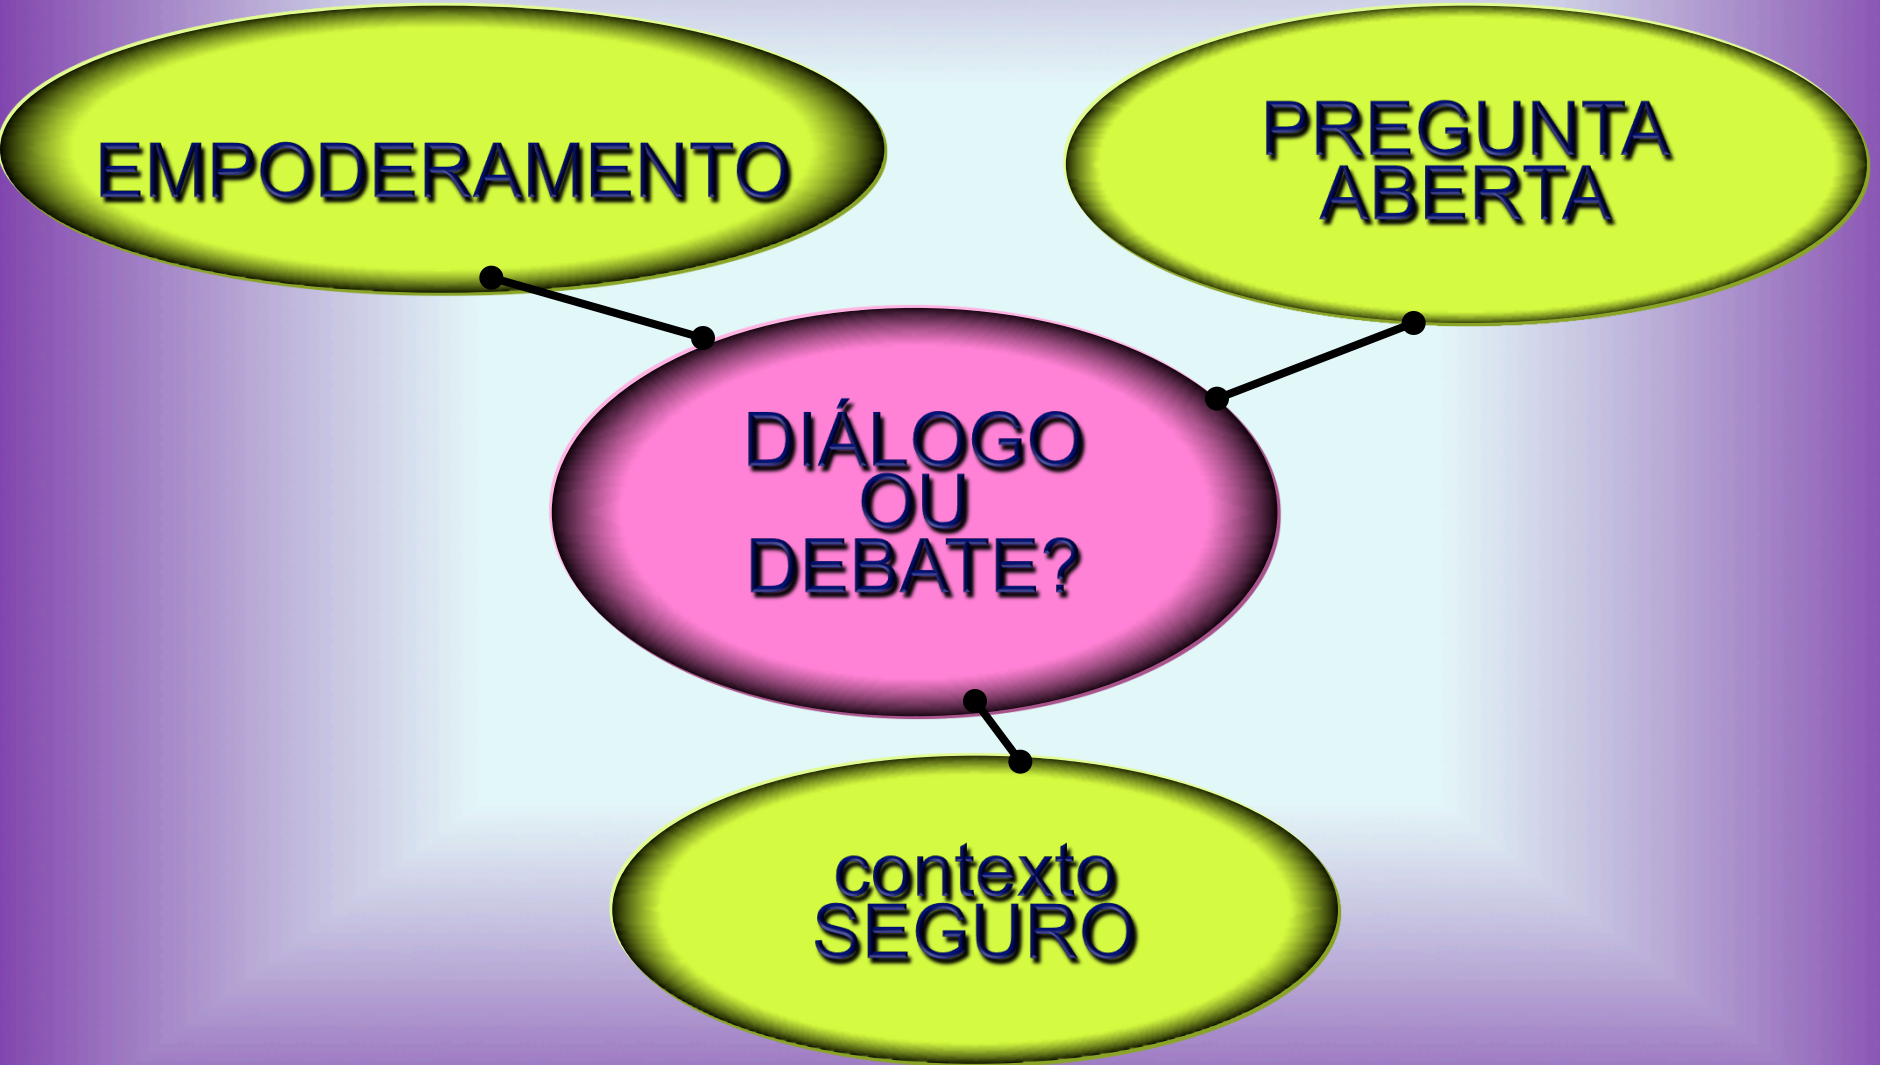 EMPODERAMENTO
PREGUNTA
ABERTA
DIÁLOGO
OU
DEBATE?
contexto
SEGURO